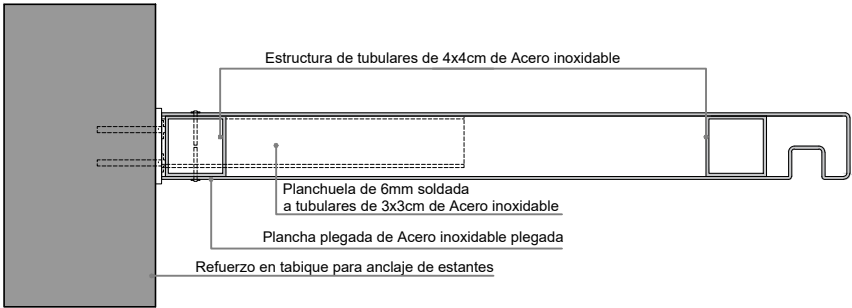 Estructura de tubulares de 4x4cm de Acero inoxidable
Planchuela de 6mm soldada
a tubulares de 3x3cm de Acero inoxidable
Plancha plegada de Acero inoxidable plegada
Refuerzo en tabique para anclaje de estantes